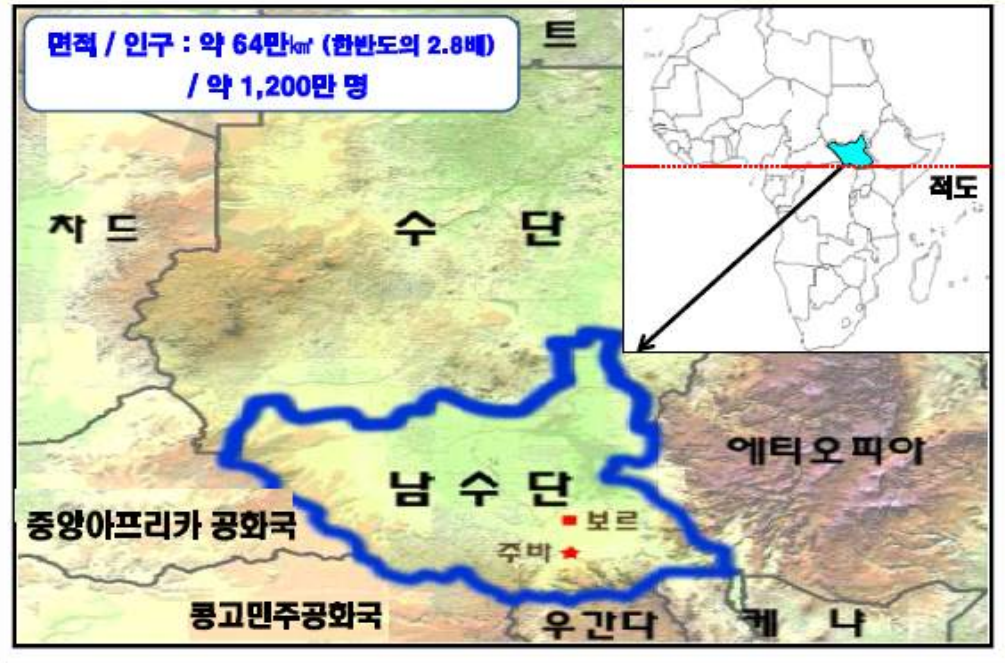 면적 / 인구 : 약 64만㎢ (한반도의 2.8배)
/ 약 1,200만 명
트
적도
차 드
수 단
에티오피아
남 수 단
보르
중앙아프리카 공화국
주바
콩고민주공화국
우간다
케 냐